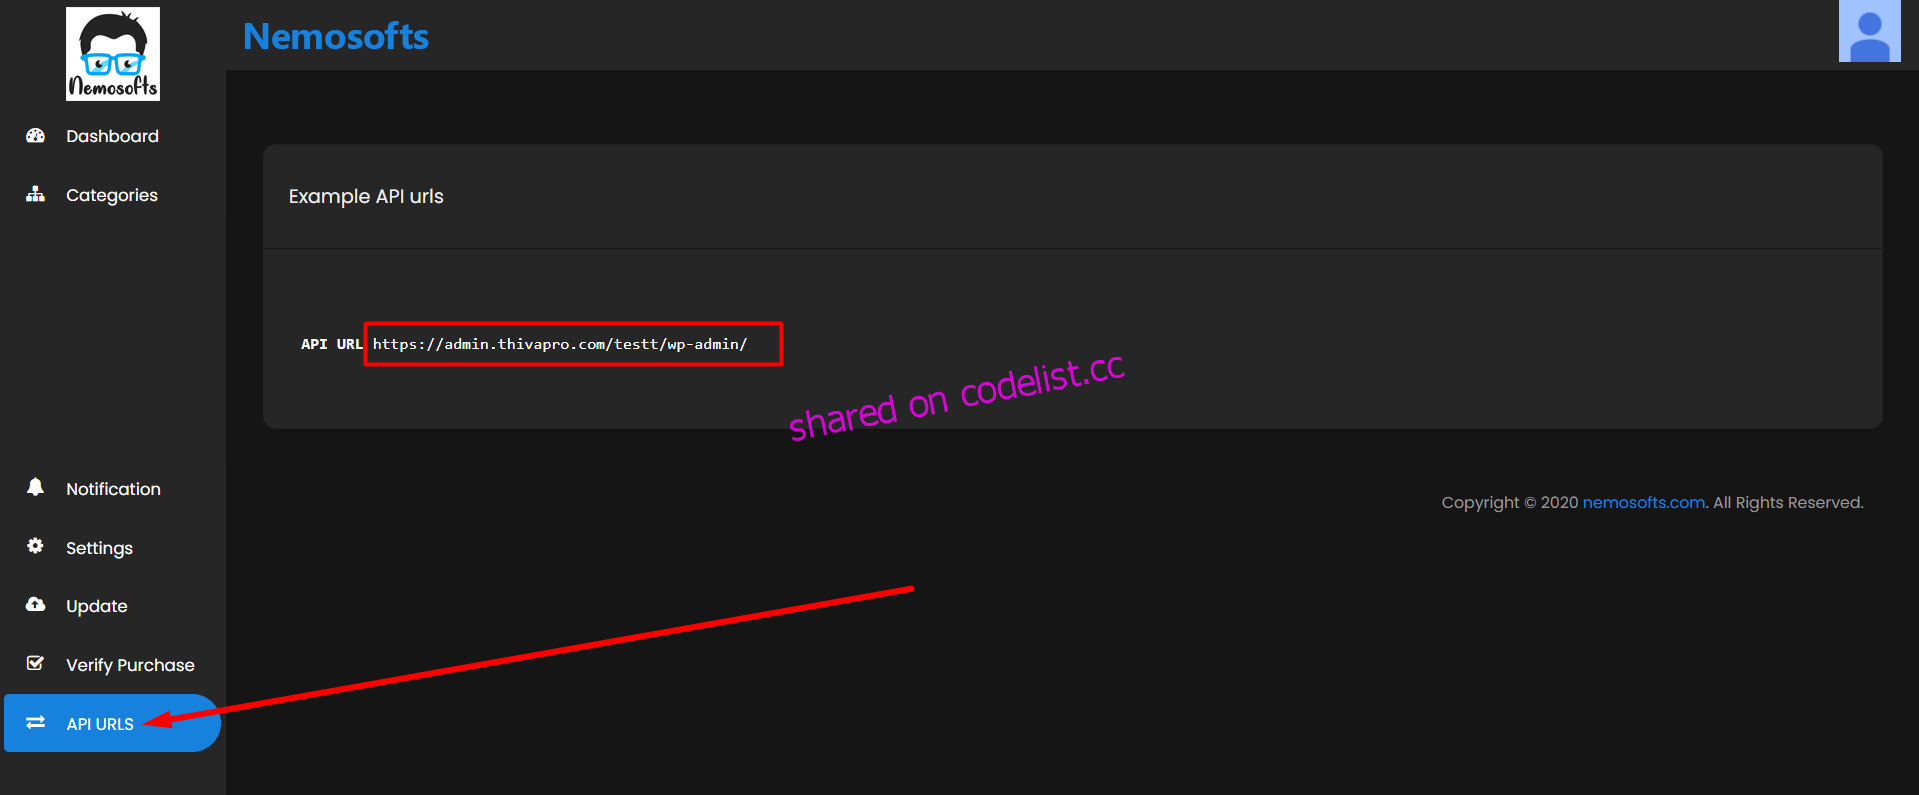 Nemosofts
Nemosofts
Dashboard
Categories
Example API urls
API URL https://admin.thivapro.com/testt/wp-admin/
shared on codelist.cc
Notification
Copyright © 2020 nemosofts.com. All Rights Reserved.
Settings
Update
Verify Purchase
API URLS